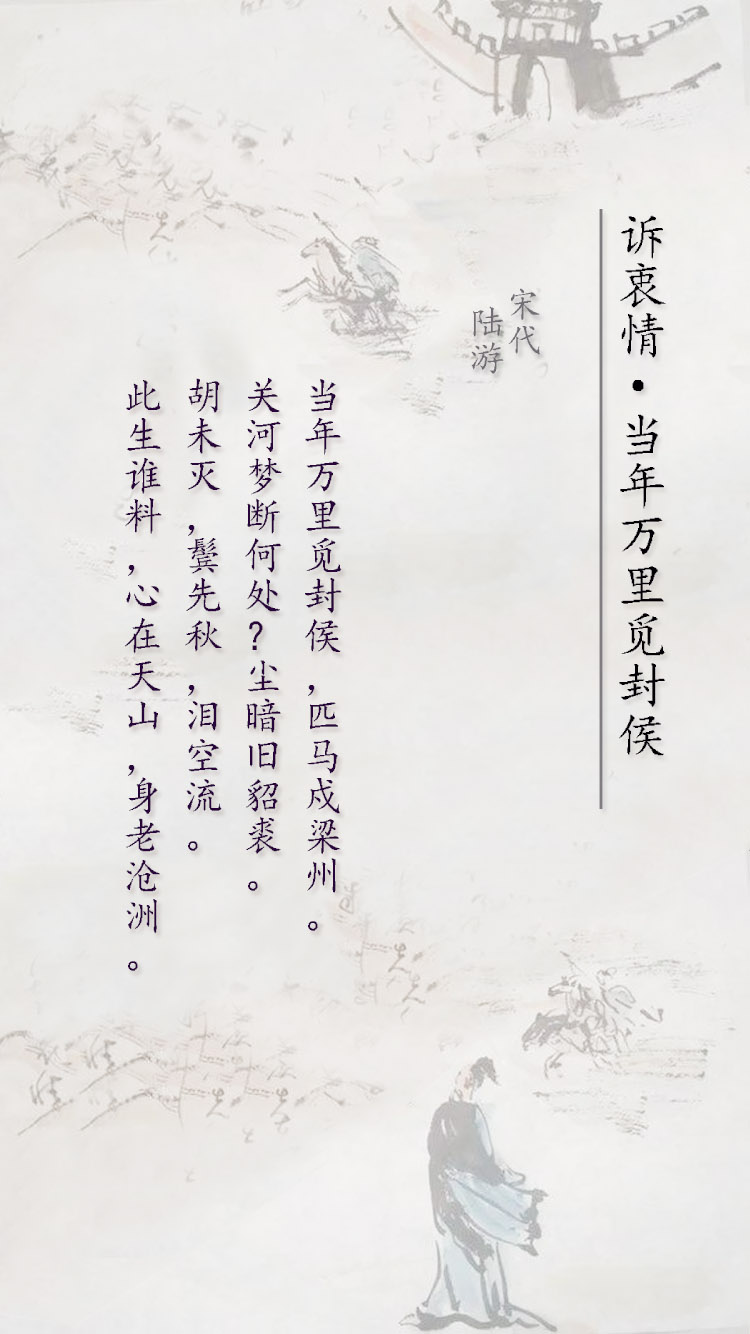 诉衷情·当年万里觅封侯
宋代
陆游
当年万里觅封侯,匹马戍梁州。
关河梦断何处?尘暗旧貂裘。
胡未灭,鬓先秋,泪空流。
此生谁料,心在天山,身老沧洲。